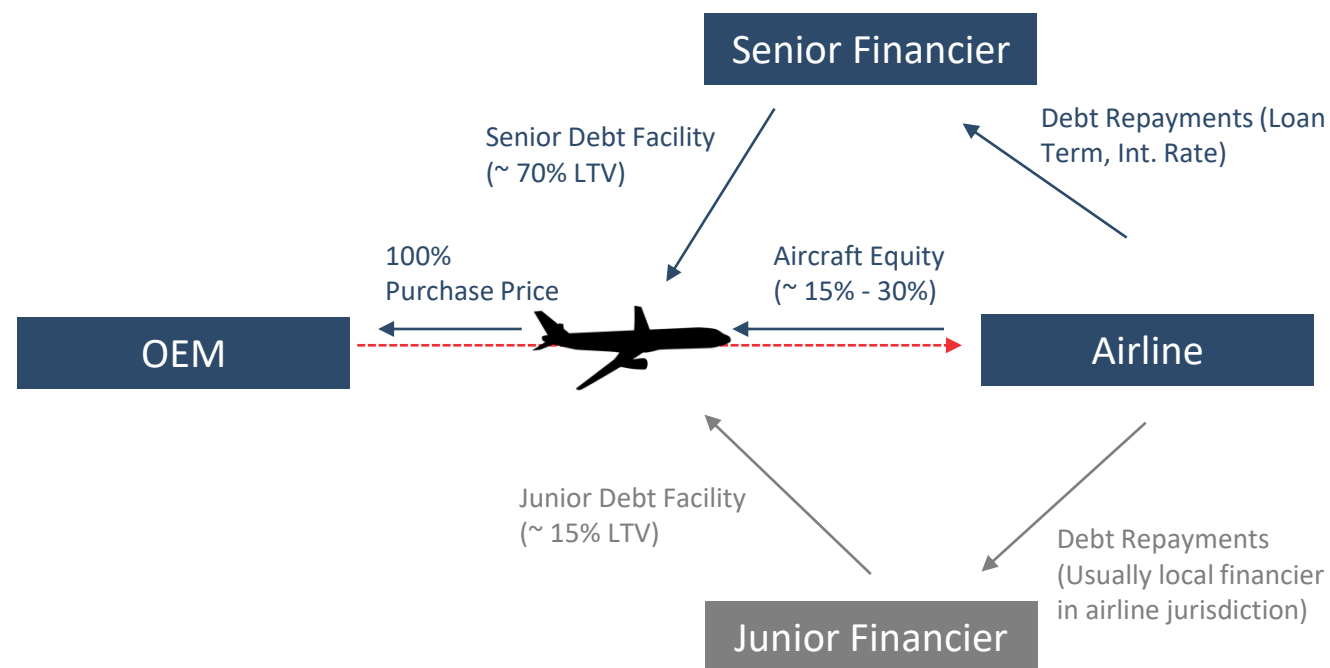 Senior Financier
Senior Debt Facility
(~ 70% LTV)
Debt Repayments (Loan
Term, Int. Rate)
100%
Purchase Price
Aircraft Equity
(~ 15% - 30%)
OEM
Airline
Junior Debt Facility
(~ 15% LTV)
Debt Repayments
(Usually local financier
in airline jurisdiction)
Junior Financier